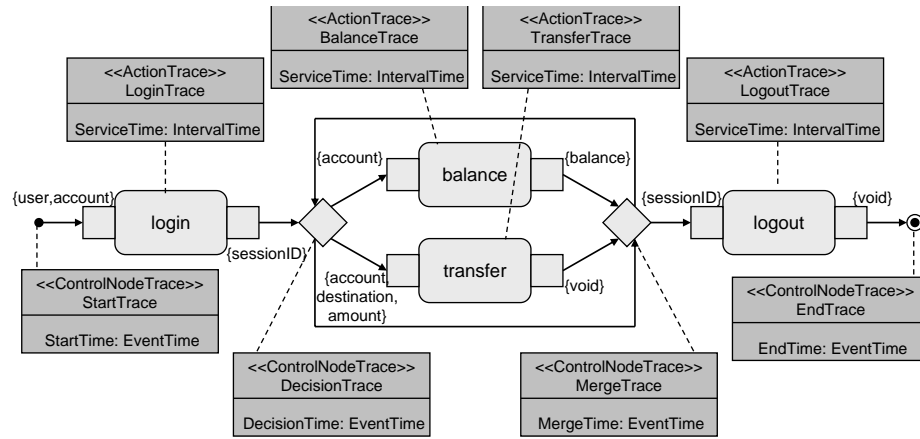 <<ActionTrace>>
BalanceTrace
ServiceTime: IntervalTime
<<ActionTrace>>
TransferTrace
ServiceTime: IntervalTime
<<ActionTrace>>
LoginTrace
ServiceTime: IntervalTime
<<ActionTrace>>
LogoutTrace
ServiceTime: IntervalTime
{user,account}
login
{sessionID}
{account}
balance
{balance}
{account,
destination,
amount}
transfer
{void}
{sessionID}
logout
{void}
<<ControlNodeTrace>>
StartTrace
StartTime: EventTime
<<ControlNodeTrace>>
DecisionTrace
DecisionTime: EventTime
<<ControlNodeTrace>>
MergeTrace
MergeTime: EventTime
<<ControlNodeTrace>>
EndTrace
EndTime: EventTime